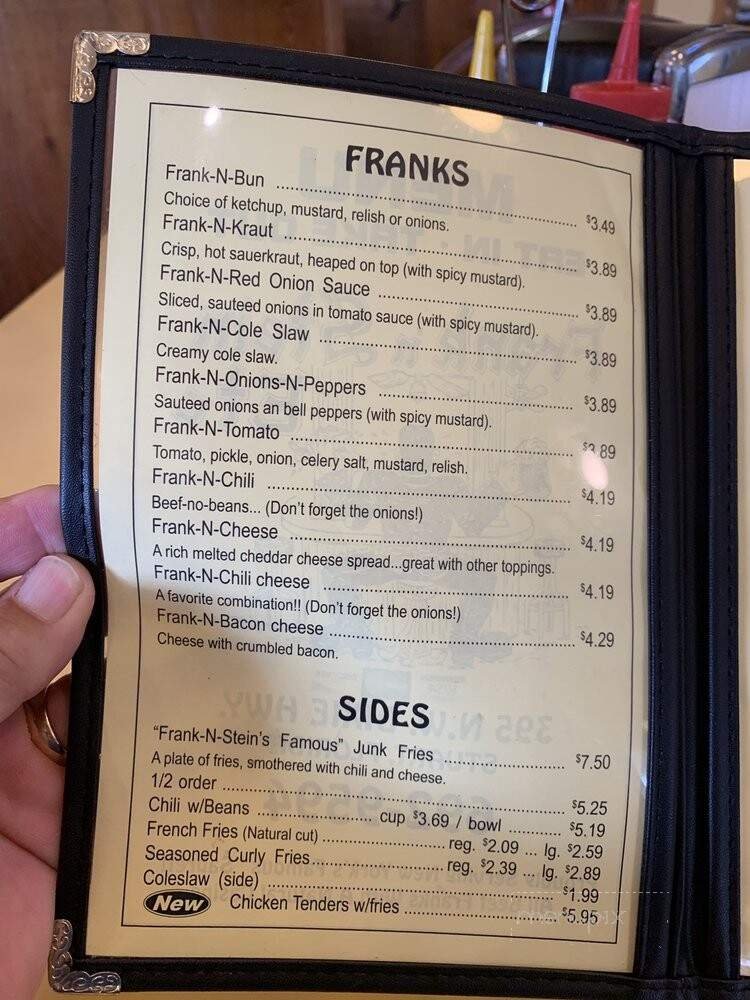 FRANKS
Frank-N-Bun ........ $3.49
Choice of ketchup, mustard, relish or onions.
Frank-N-Kraut ........ $3.89
Crisp, hot sauerkraut, heaped on top (with spicy mustard).
Frank-N-Red Onion Sauce ........ $3.89
Sliced, sauteed onions in tomato sauce (with spicy mustard).
Frank-N-Cole Slaw ........ $3.89
Creamy cole slaw.
Frank-N-Onions-N-Peppers ........ $3.89
Sauteed onions an bell peppers (with spicy mustard).
Frank-N-Tomato ........ $3.89
Tomato, pickle, onion, celery salt, mustard, relish.
Frank-N-Chili ........ $4.19
Beef-no-beans... (Don't forget the onions!)
Frank-N-Cheese ........ $4.19
A rich melted cheddar cheese spread...great with other toppings.
Frank-N-Chili cheese ........ $4.19
A favorite combination!! (Don't forget the onions!)
Frank-N-Bacon cheese ........ $4.29
Cheese with crumbled bacon.
SIDES
"Frank-N-Stein's Famous" Junk Fries ........ $7.50
A plate of fries, smothered with chili and cheese.
1/2 order ........ $5.25
Chili w/Beans ........ cup $3.69 / bowl ........ $5.19
French Fries (Natural cut) ........ reg. $2.09 ... lg. $2.59
Seasoned Curly Fries........ reg. $2.39 ... lg. $2.89
Coleslaw (side) ........ $1.99
New Chicken Tenders w/fries ........ $5.95